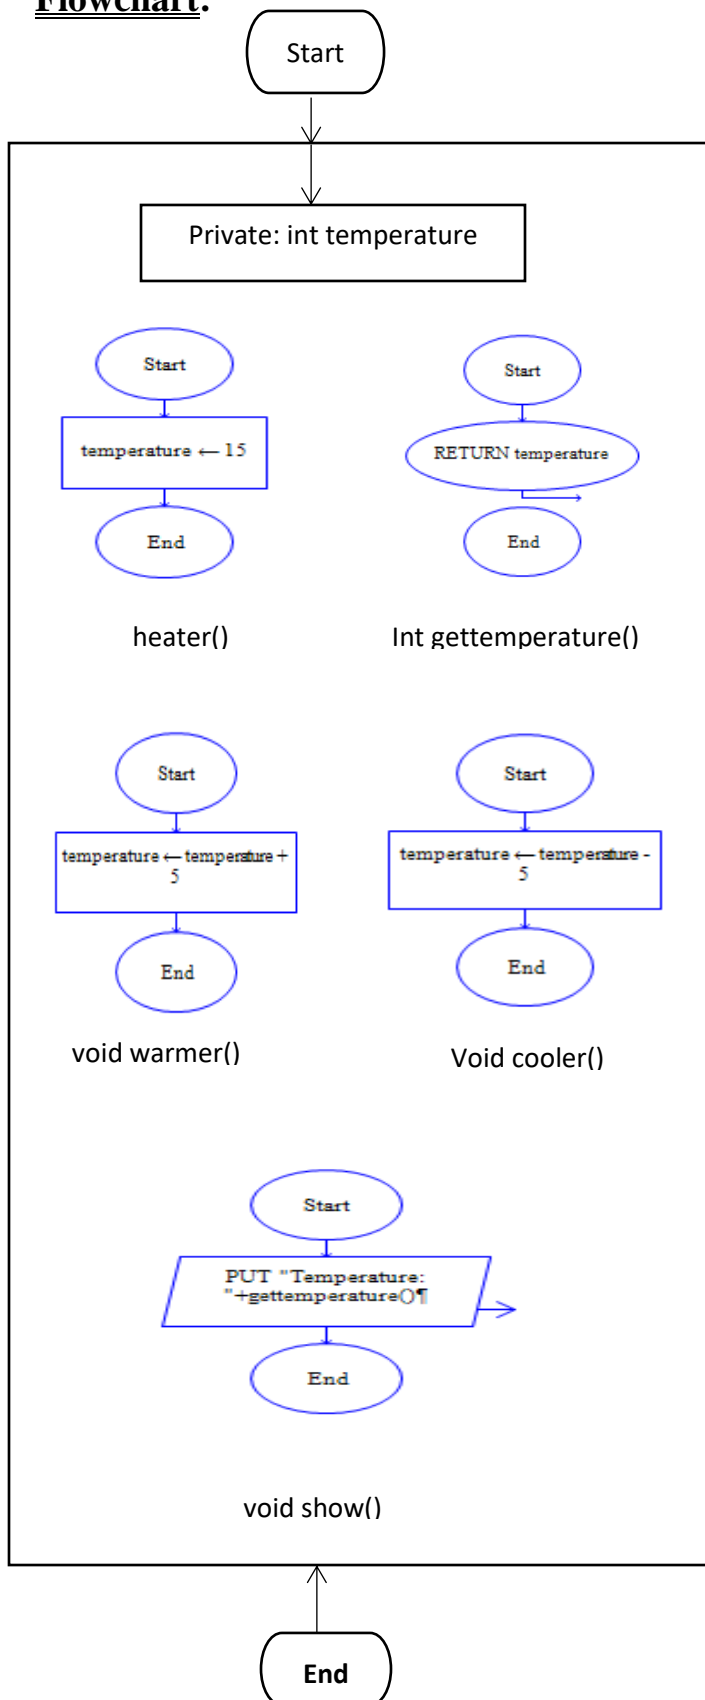 Flowchart:
Start
Private: int temperature
Start
temperature ← 15
End
heater()
Start
RETURN temperature
End
Int gettemperature()
Start
temperature ← temperature +
5
End
void warmer()
Start
temperature ← temperature -
5
End
Void cooler()
Start
PUT "Temperature:
"+gettemperature()¶
End
void show()
End